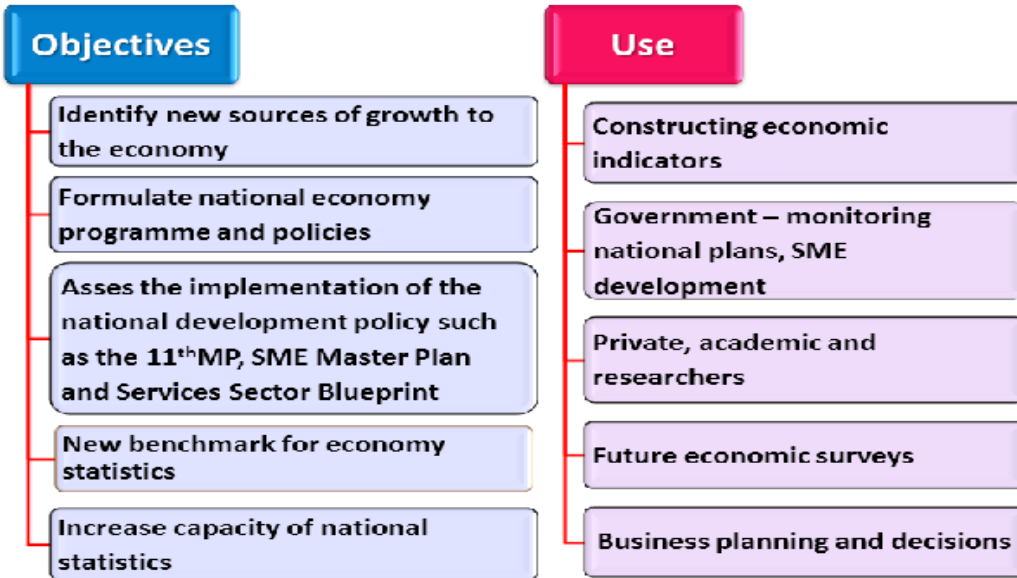 Objectives
Identify new sources of growth to
the economy
Formulate national economy
programme and policies
Asses the implementation of the
national development policy such
as the 11thMP, SME Master Plan
and Services Sector Blueprint
New benchmark for economy
statistics
Increase capacity of national
statistics
Use
Constructing economic
indicators
Government – monitoring
national plans, SME
development
Private, academic and
researchers
Future economic surveys
Business planning and decisions